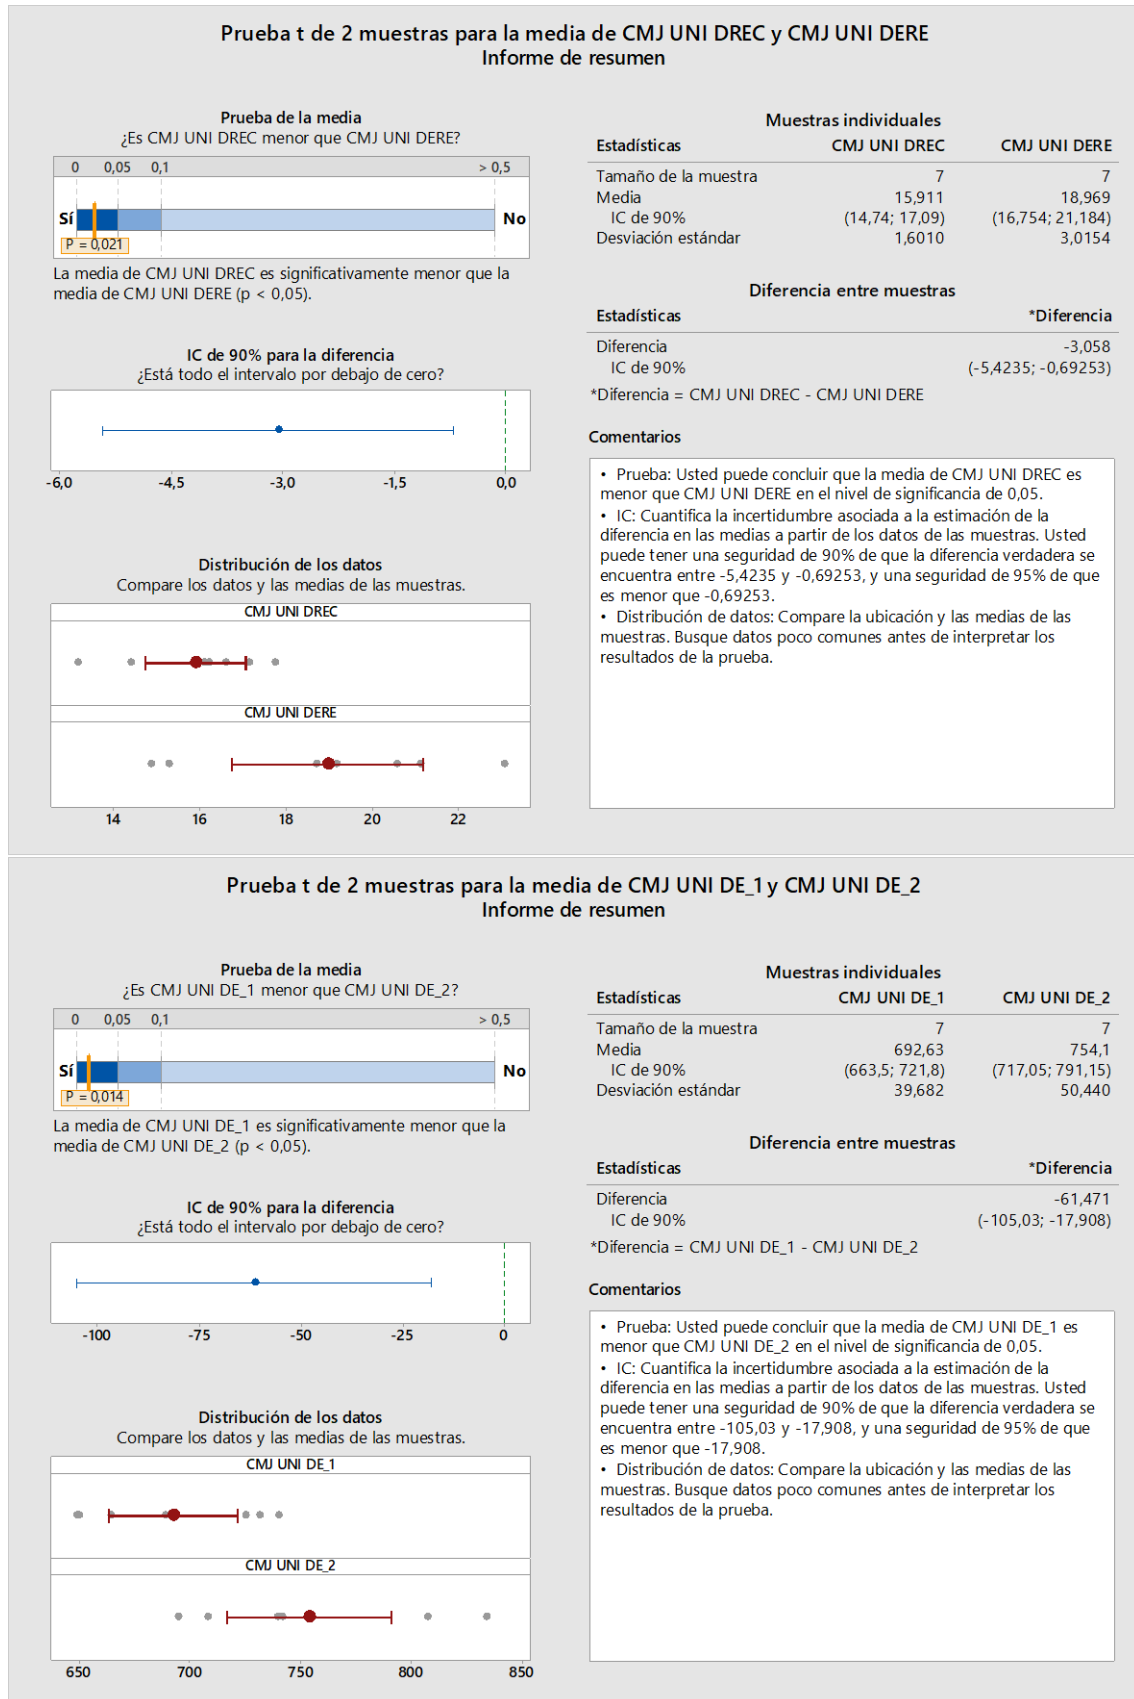 Prueba t de 2 muestras para la media de CMJ UNI DREC y CMJ UNI DERE
Informe de resumen
Prueba de la media
¿Es CMJ UNI DREC menor que CMJ UNI DERE?
0 0,05 0,1 > 0,5
Sí No
P = 0,021
La media de CMJ UNI DREC es significativamente menor que la
media de CMJ UNI DERE (p < 0,05).
IC de 90% para la diferencia
¿Está todo el intervalo por debajo de cero?
-6,0 -4,5 -3,0 -1,5 0,0
Distribución de los datos
Compare los datos y las medias de las muestras.
CMJ UNI DREC
CMJ UNI DERE
14 16 18 20 22
Muestras individuales
Estadísticas CMJ UNI DREC CMJ UNI DERE
Tamaño de la muestra 7 7
Media 15,911 18,969
IC de 90% (14,74; 17,09) (16,754; 21,184)
Desviación estándar 1,6010 3,0154
Diferencia entre muestras
Estadísticas *Diferencia
Diferencia -3,058
IC de 90% (-5,4235; -0,69253)
*Diferencia = CMJ UNI DREC - CMJ UNI DERE
Comentarios
• Prueba: Usted puede concluir que la media de CMJ UNI DREC es
menor que CMJ UNI DERE en el nivel de significancia de 0,05.
• IC: Cuantifica la incertidumbre asociada a la estimación de la
diferencia en las medias a partir de los datos de las muestras. Usted
puede tener una seguridad de 90% de que la diferencia verdadera se
encuentra entre -5,4235 y -0,69253, y una seguridad de 95% de que
es menor que -0,69253.
• Distribución de datos: Compare la ubicación y las medias de las
muestras. Busque datos poco comunes antes de interpretar los
resultados de la prueba.
Prueba t de 2 muestras para la media de CMJ UNI DE_1 y CMJ UNI DE_2
Informe de resumen
Prueba de la media
¿Es CMJ UNI DE_1 menor que CMJ UNI DE_2?
0 0,05 0,1 > 0,5
Sí No
P = 0,014
La media de CMJ UNI DE_1 es significativamente menor que la
media de CMJ UNI DE_2 (p < 0,05).
IC de 90% para la diferencia
¿Está todo el intervalo por debajo de cero?
-100 -75 -50 -25 0
Distribución de los datos
Compare los datos y las medias de las muestras.
CMJ UNI DE_1
CMJ UNI DE_2
650 700 750 800 850
Muestras individuales
Estadísticas CMJ UNI DE_1 CMJ UNI DE_2
Tamaño de la muestra 7 7
Media 692,63 754,1
IC de 90% (663,5; 721,8) (717,05; 791,15)
Desviación estándar 39,682 50,440
Diferencia entre muestras
Estadísticas *Diferencia
Diferencia -61,471
IC de 90% (-105,03; -17,908)
*Diferencia = CMJ UNI DE_1 - CMJ UNI DE_2
Comentarios
• Prueba: Usted puede concluir que la media de CMJ UNI DE_1 es
menor que CMJ UNI DE_2 en el nivel de significancia de 0,05.
• IC: Cuantifica la incertidumbre asociada a la estimación de la
diferencia en las medias a partir de los datos de las muestras. Usted
puede tener una seguridad de 90% de que la diferencia verdadera se
encuentra entre -105,03 y -17,908, y una seguridad de 95% de que
es menor que -17,908.
• Distribución de datos: Compare la ubicación y las medias de las
muestras. Busque datos poco comunes antes de interpretar los
resultados de la prueba.